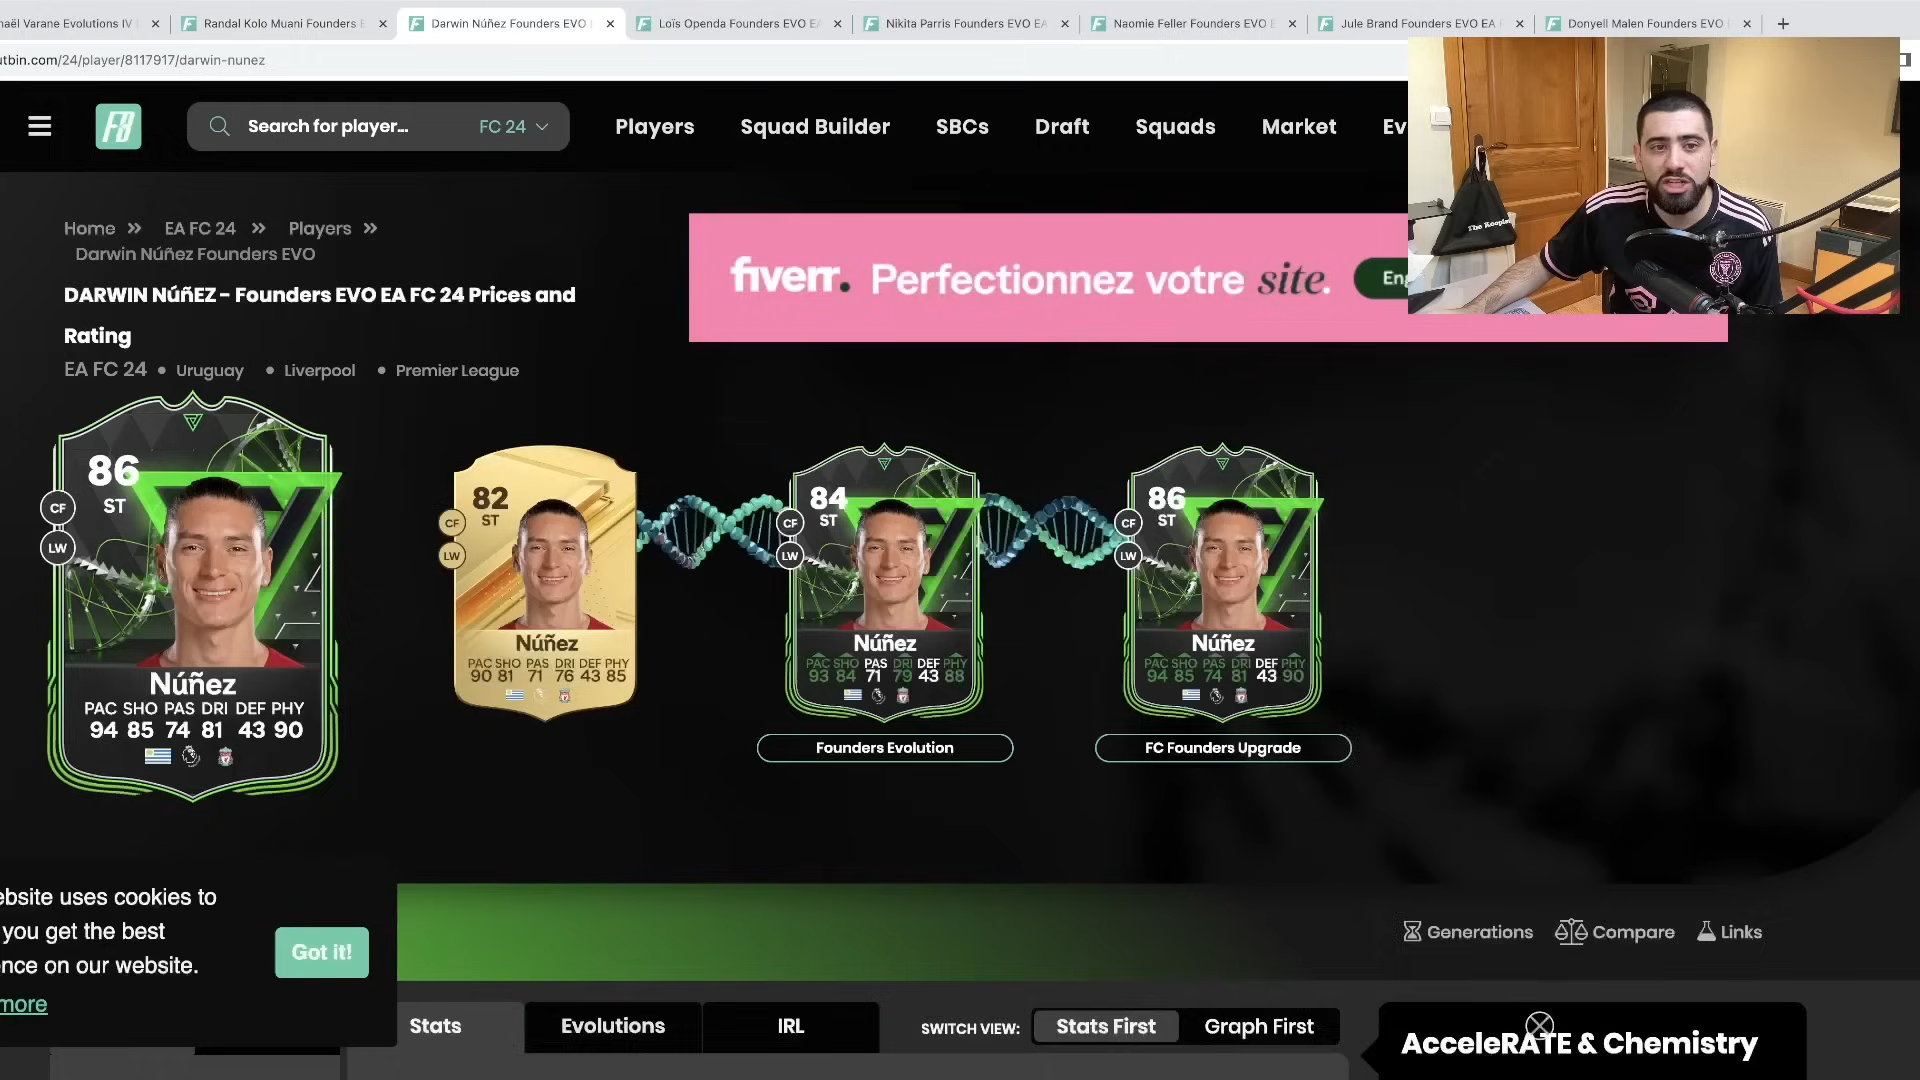 aël Varane Evolutions IV
Randal Kolo Muani Founders E
Darwin Núñez Founders EVO
Loïs Openda Founders EVO EA
Nikita Parris Founders EVO EA
Naomie Feller Founders EVO E
Jule Brand Founders EVO EA F
Donyell Malen Founders EVO
utbin.com/24/player/8117917/darwin-nunez
Search for player...
FC 24
Players
Squad Builder
SBCs
Draft
Squads
Market
Ev
Home » EA FC 24 » Players »
Darwin Núñez Founders EVO
DARWIN NúñEZ - Founders EVO EA FC 24 Prices and
Rating
EA FC 24 • Uruguay • Liverpool • Premier League
fiverr. Perfectionnez votre site.
Eng
The Keeple
86
ST
CF
LW
Núñez
PAC SHO PAS DRI DEF PHY
94 85 74 81 43 90
82
ST
CF
LW
Núñez
PAC SHO PAS DRI DEF PHY
90 81 71 76 43 85
84
ST
CF
LW
Núñez
PAC SHO PAS DRI DEF PHY
93 84 71 79 43 88
Founders Evolution
86
ST
CF
LW
Núñez
PAC SHO PAS DRI DEF PHY
94 85 74 81 43 90
FC Founders Upgrade
ebsite uses cookies to
you get the best
nce on our website.
more
Got it!
Generations
Compare
Links
Stats
Evolutions
IRL
SWITCH VIEW:
Stats First
Graph First
AcceleRATE & Chemistry